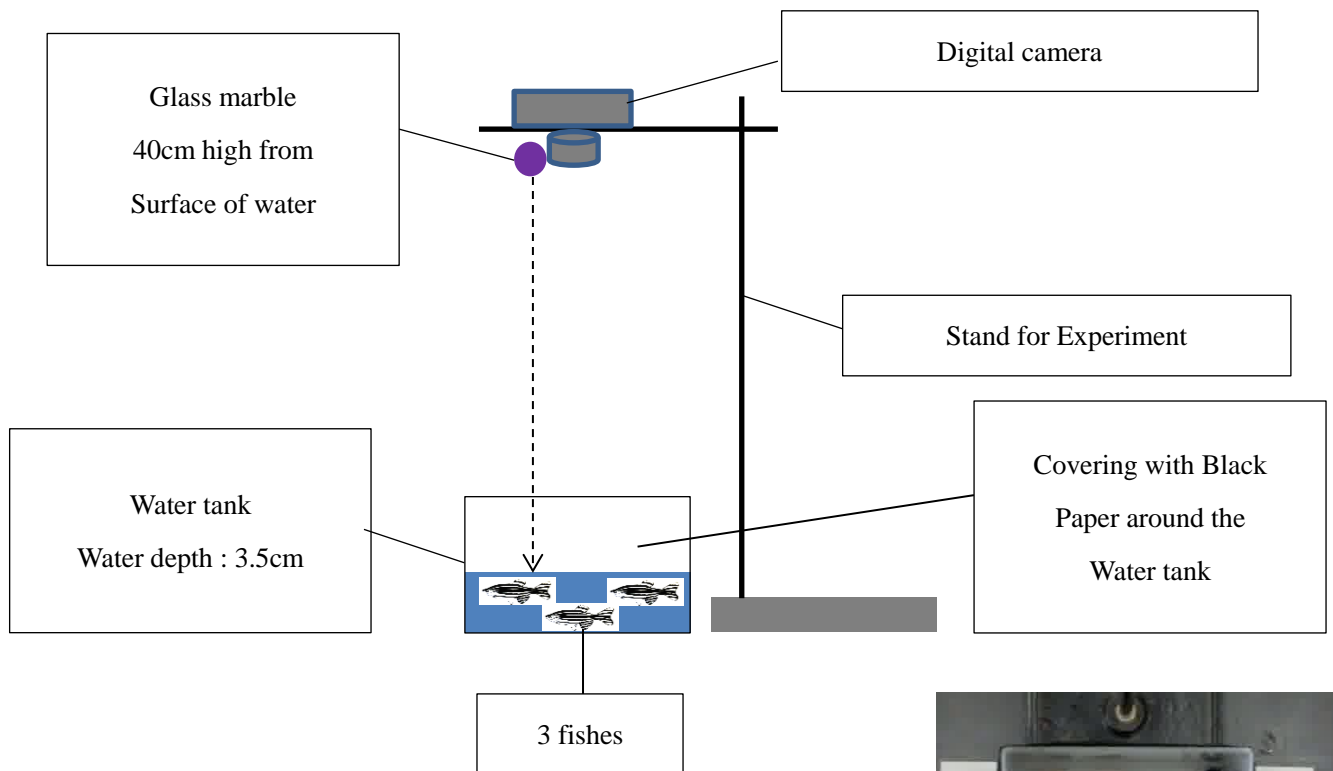 Digital camera
Glass marble
40cm high from
Surface of water
Stand for Experiment
Water tank
Water depth : 3.5cm
Covering with Black
Paper around the
Water tank
3 fishes